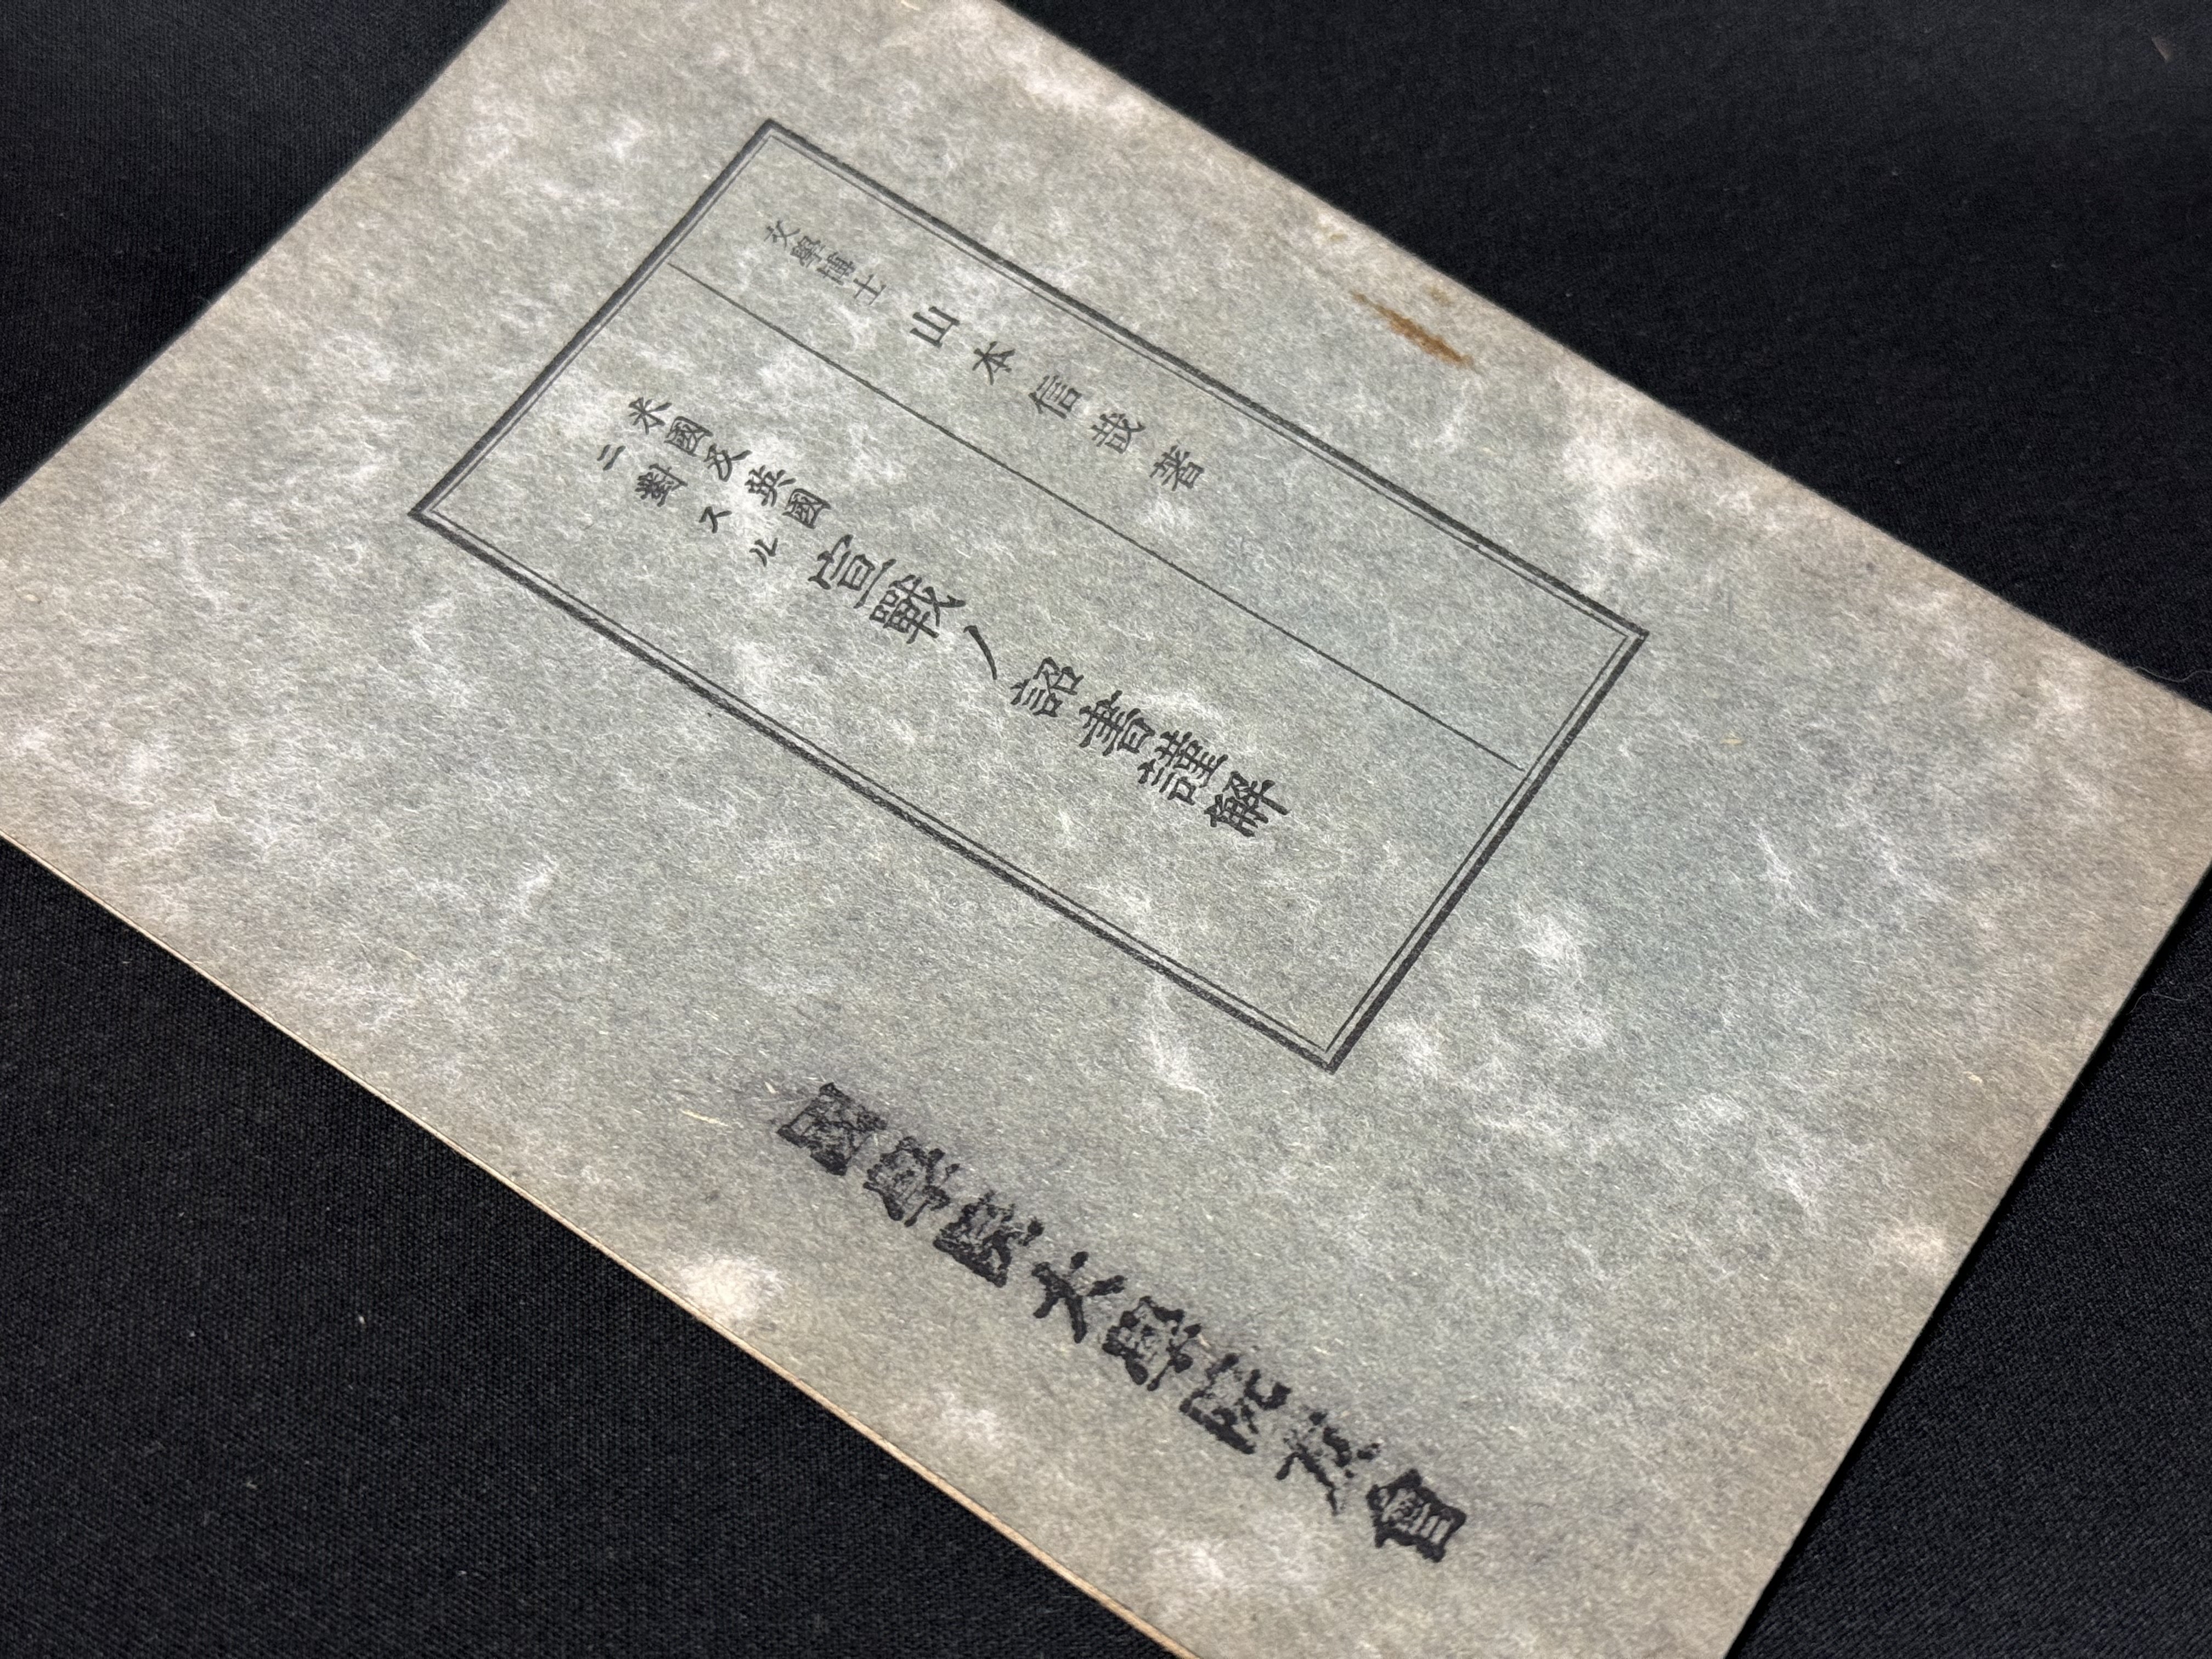 文學博士 山本信哉著
米國及英國
ニ對スル
宣戰ノ詔書謹解
國學院大學院友會